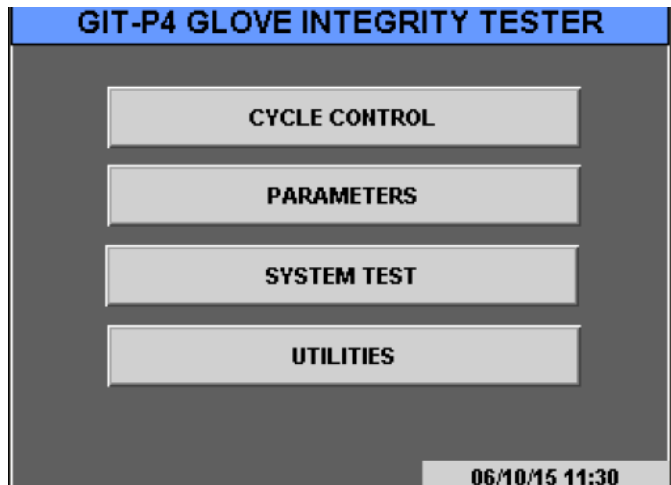 GIT-P4 GLOVE INTEGRITY TESTER
CYCLE CONTROL
PARAMETERS
SYSTEM TEST
UTILITIES
06/10/15 11:30